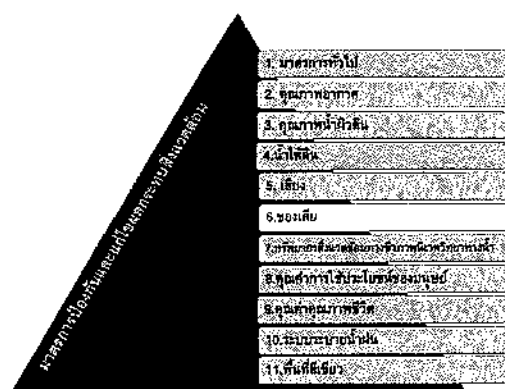 มาตรการป้องกันและแก้ไขผลกระทบสิ่งแวดล้อม
1. มาตรการทั่วไป
2. คุณภาพอากาศ
3. คุณภาพน้ำผิวดิน
4.น้ำใต้ดิน
5. เสียง
6.ของเสีย
8.คุณค่าการใช้ประโยชน์ของมนุษย์
9.คุณค่าคุณภาพชีวิต
10.ระบบระบายน้ำฝน
11.พื้นที่สีเขียว